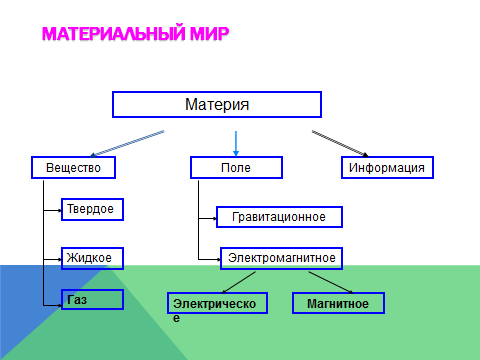 МАТЕРИАЛЬНЫЙ МИР
Материя
Вещество
Поле
Информация
Твердое
Гравитационное
Жидкое
Электромагнитное
Газ
Электрическо
е
Магнитное